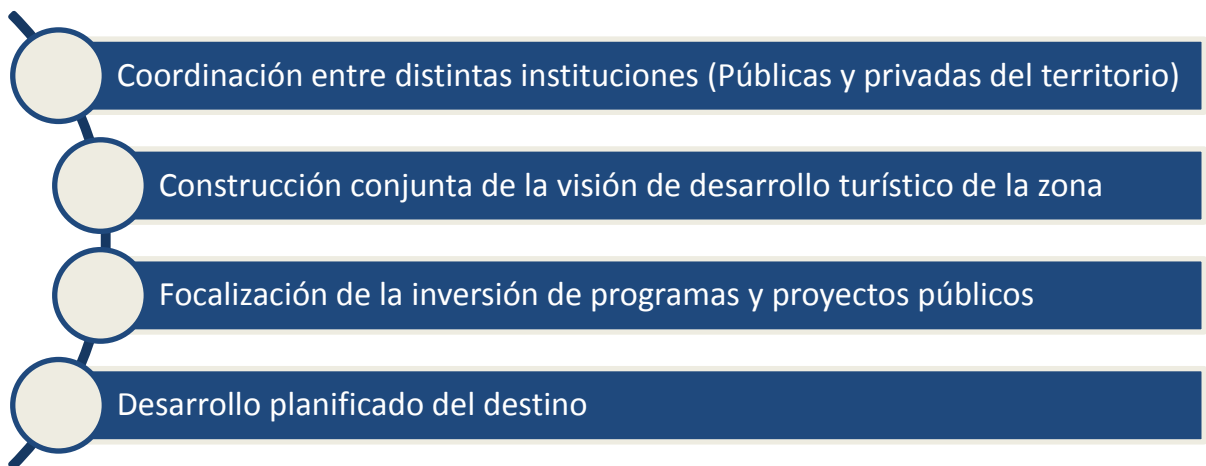 Coordinación entre distintas instituciones (Públicas y privadas del territorio)
Construcción conjunta de la visión de desarrollo turístico de la zona
Focalización de la inversión de programas y proyectos públicos
Desarrollo planificado del destino